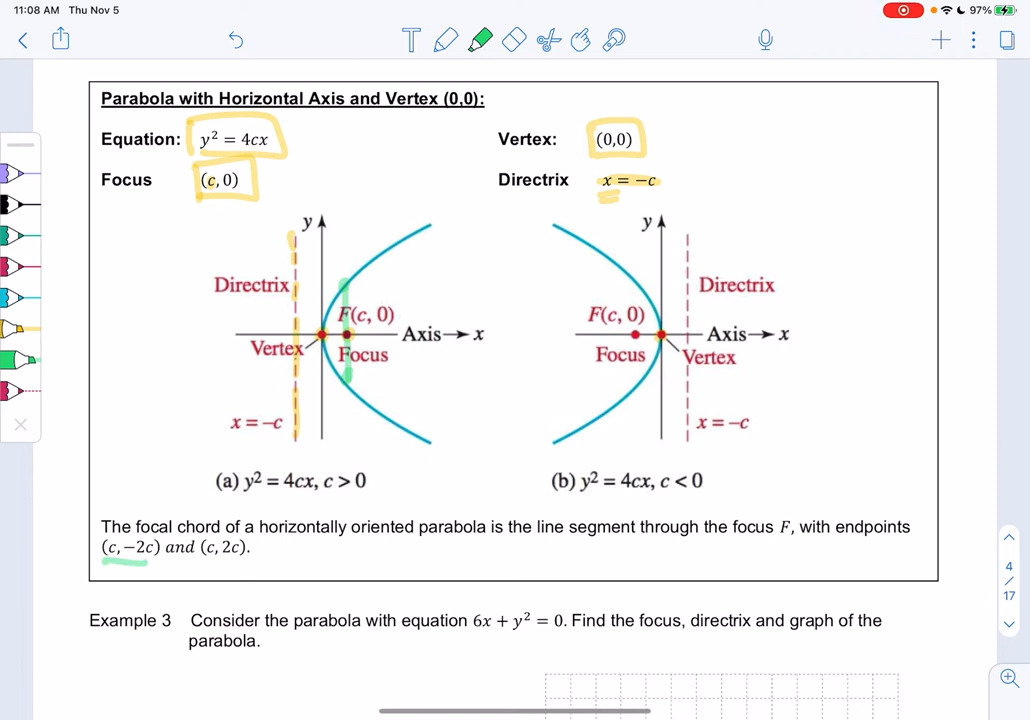 11:08 AM Thu Nov 5
97%
Parabola with Horizontal Axis and Vertex (0,0):
Equation: y² = 4cx
Vertex: (0,0)
Focus (c, 0)
Directrix x = −c
y
Directrix
F(c, 0)
Axis
x
Vertex
Focus
x = −c
(a) y² = 4cx, c > 0
y
Directrix
F(c, 0)
Axis
x
Focus
Vertex
x = −c
(b) y² = 4cx, c < 0
The focal chord of a horizontally oriented parabola is the line segment through the focus F, with endpoints
(c, −2c) and (c, 2c).
4
/
17
Example 3 Consider the parabola with equation 6x + y² = 0. Find the focus, directrix and graph of the
parabola.